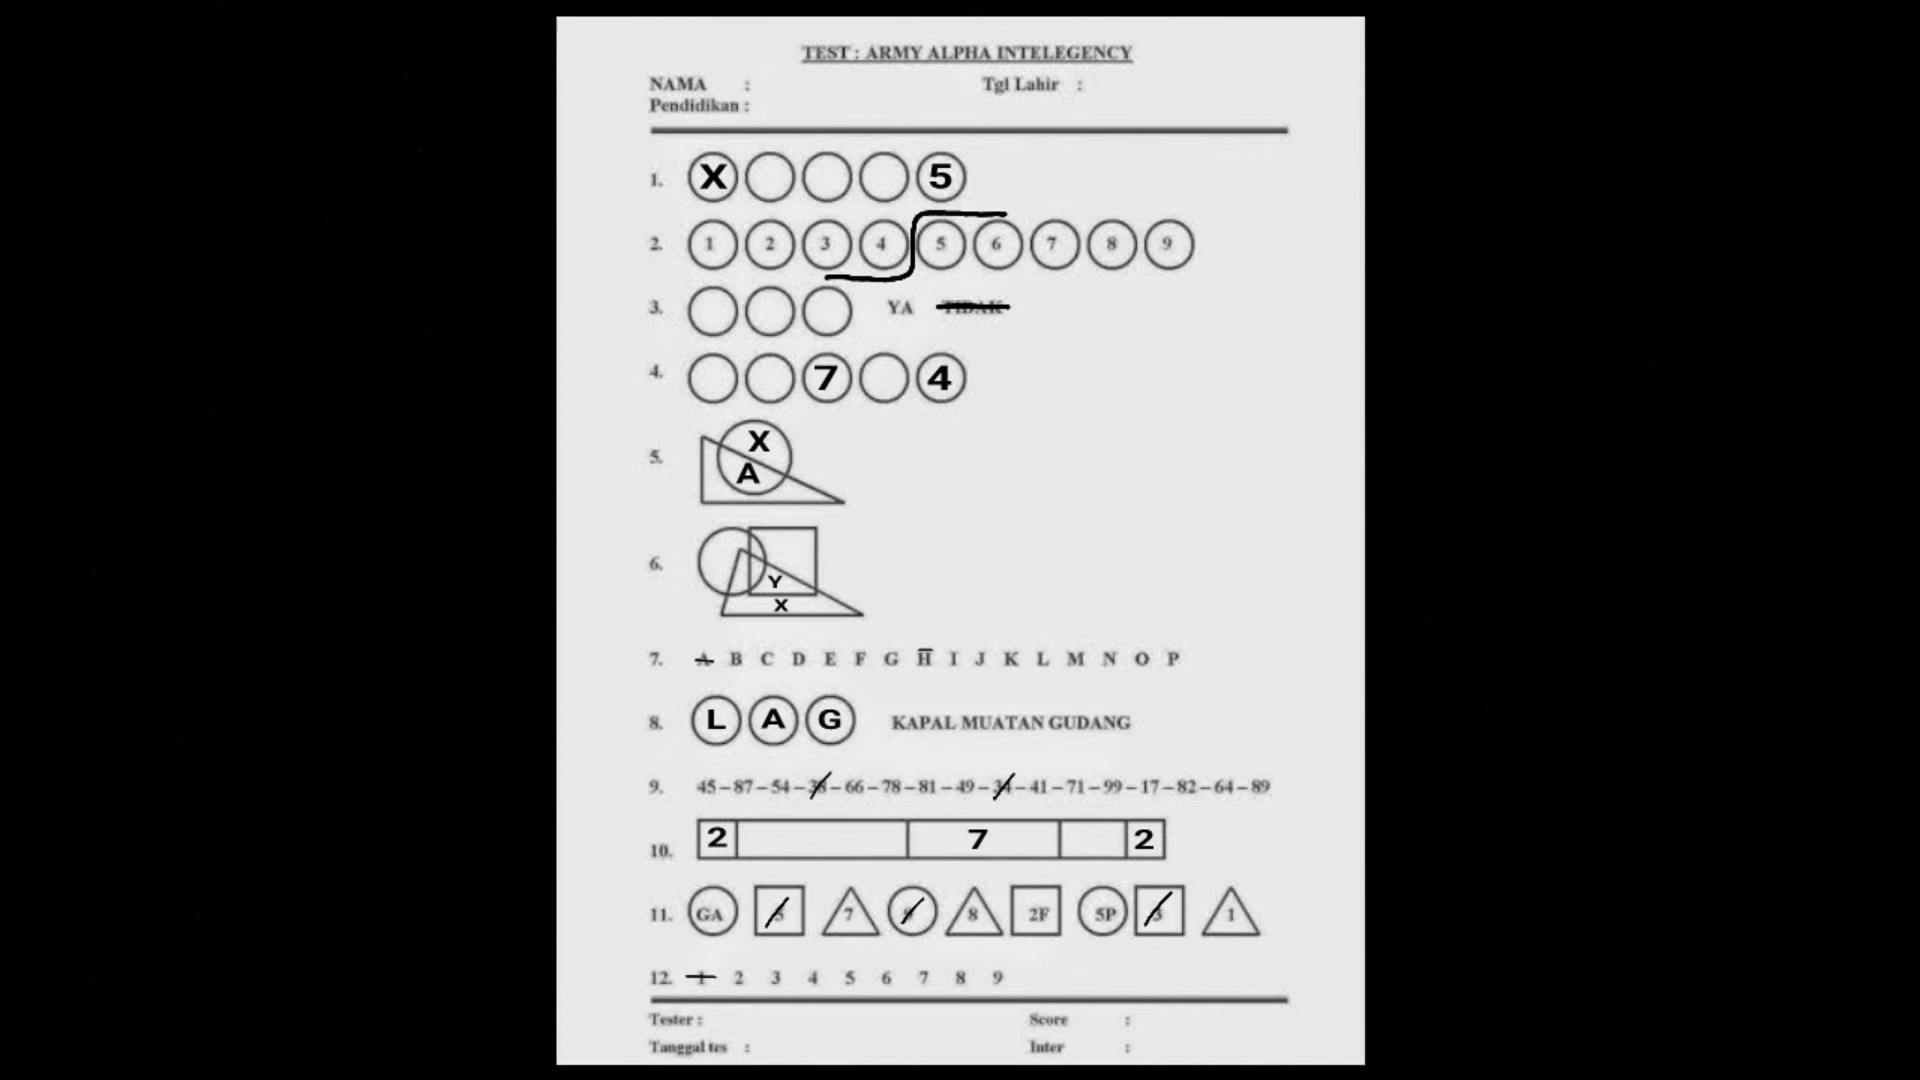 TEST : ARMY ALPHA INTELEGENCY
NAMA : Tgl Lahir :
Pendidikan :
1. X 5
2. 1 2 3 4 5 6 7 8 9
3. YA TIDAK
4. 7 4
5. X A
6. Y X
7. A B C D E F G H I J K L M N O P
8. L A G KAPAL MUATAN GUDANG
9. 45 – 87 – 54 – – 66 – 78 – 81 – 49 – 34 – 41 – 71 – 99 – 17 – 82 – 64 – 89
10. 2 7 2
11. GA 5 7 9 8 2F 5P 3 1
12. 1 2 3 4 5 6 7 8 9
Tester : Score :
Tanggal tes : Inter :